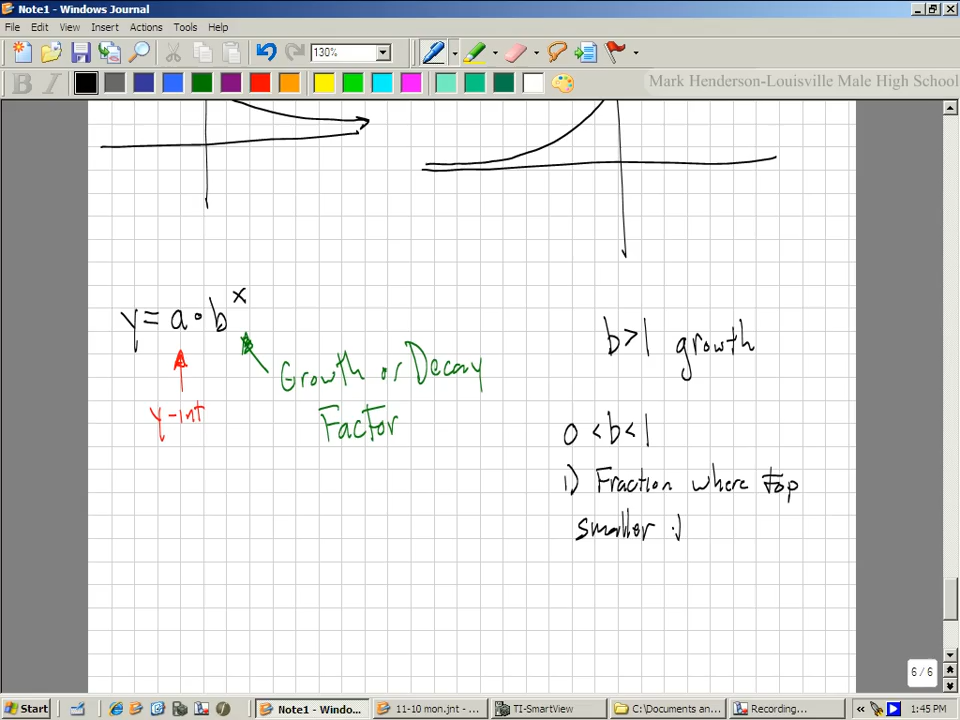 Note1 - Windows Journal
File Edit View Insert Actions Tools Help
130%
B I
Mark Henderson-Louisville Male High School
y = a • b^x
b>1 growth
Growth or Decay
Factor
y-int
0 < b < 1
1) Fraction where top
smaller
6 / 6
Start
Note1 - Windo...
11-10 mon.jnt - ...
TI-SmartView
C:\Documents an...
Recording...
«
1:45 PM